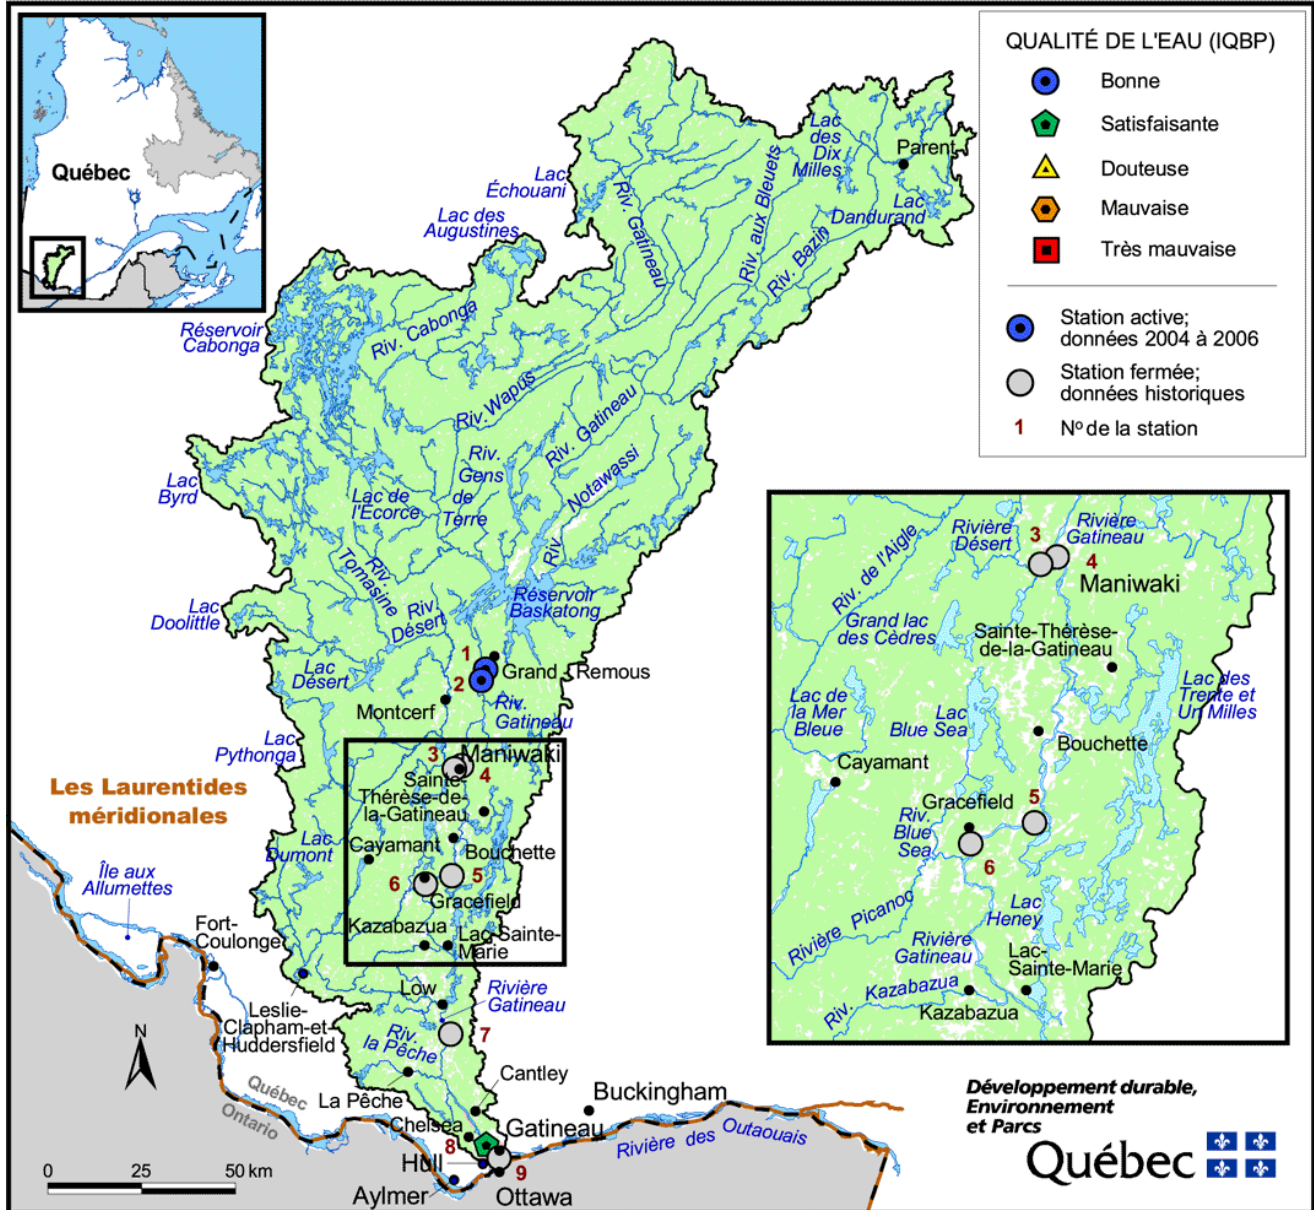 Québec
QUALITÉ DE L'EAU (IQBP)
Bonne
Satisfaisante
Douteuse
Mauvaise
Très mauvaise
Station active;
données 2004 à 2006
Station fermée;
données historiques
1
Nº de la station
Lac
des
Dix
Milles
Parent
Lac
Dandurand
Lac
Échouani
Lac des
Augustines
Riv. Gatineau
Riv. aux Bleuets
Riv. Bazin
Réservoir
Cabonga
Riv. Cabonga
Riv. Wapus
Riv. Gatineau
Riv.
Gens
de
Terre
Riv. Notawassi
Lac
Byrd
Lac de
l'Écorce
Riv.
Tomasine
Riv.
Désert
Réservoir
Baskatong
Lac
Doolittle
1
Grand - Remous
2
Lac
Désert
Montcerf
Riv.
Gatineau
Lac
Pythonga
3
Maniwaki
4
Sainte-
Thérèse-de-
la-Gatineau
Les Laurentides
méridionales
Lac
Dumont
Cayamant
Bouchette
5
6
Gracefield
Île aux
Allumettes
Fort-
Coulonge
Kazabazua
Lac-Sainte-
Marie
Leslie-
Clapham-et-
Huddersfield
Low
Rivière
Gatineau
7
Riv.
la Pêche
Cantley
La Pêche
Chelsea
8
Gatineau
Buckingham
Hull
9
Aylmer
Ottawa
Rivière des Outaouais
Québec
Ontario
N
0
25
50 km
Rivière
Désert
3
Rivière
Gatineau
4
Maniwaki
Riv. de l'Aigle
Grand lac
des Cèdres
Sainte-Thérèse-
de-la-Gatineau
Lac des
Trente et
Un Milles
Lac de
la Mer
Bleue
Lac
Blue Sea
Bouchette
Cayamant
Gracefield
5
Riv.
Blue
Sea
6
Rivière Picanoc
Lac
Heney
Rivière
Gatineau
Lac-
Sainte-Marie
Riv. Kazabazua
Kazabazua
Développement durable,
Environnement
et Parcs
Québec